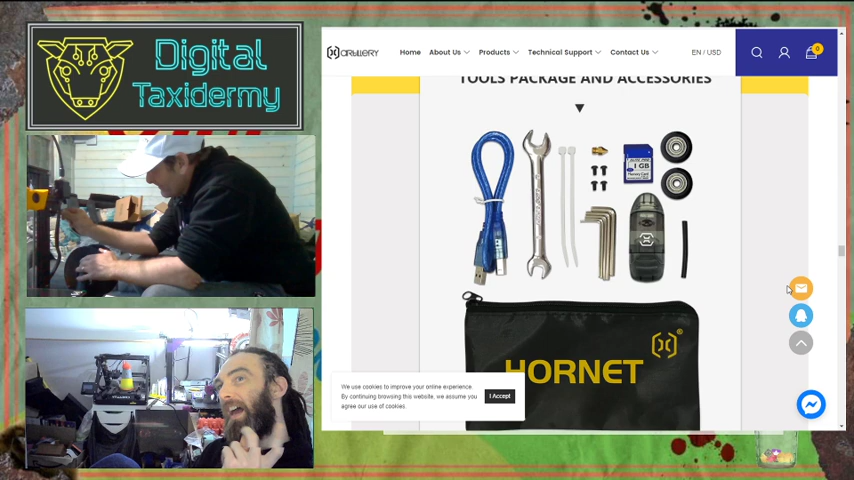 Digital
Taxidermy
ARTILLERY
Home
About Us
Products
Technical Support
Contact Us
EN / USD
0
TOOLS PACKAGE AND ACCESSORIES
1 GB
HORNET
®
We use cookies to improve your online experience.
By continuing browsing this website, we assume you
agree our use of cookies.
I Accept